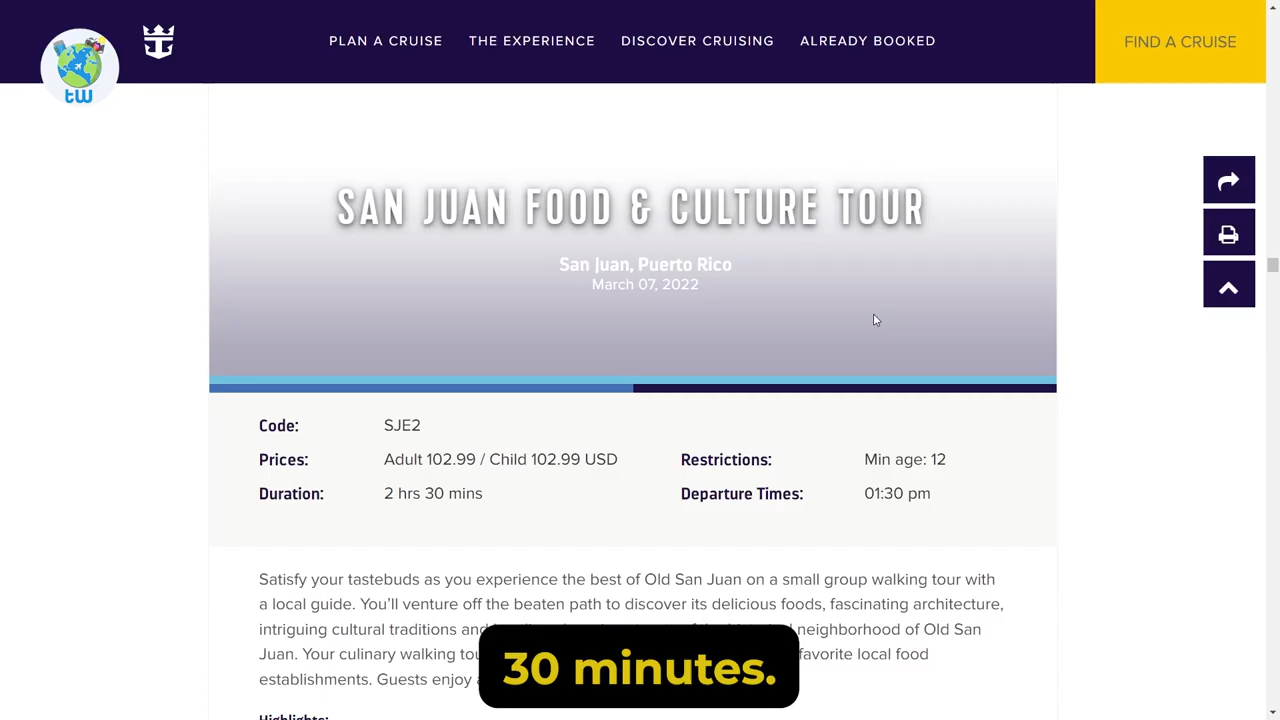 tw
PLAN A CRUISE THE EXPERIENCE DISCOVER CRUISING ALREADY BOOKED FIND A CRUISE
SAN JUAN FOOD & CULTURE TOUR
San Juan, Puerto Rico
March 07, 2022
Code: SJE2
Prices: Adult 102.99 / Child 102.99 USD Restrictions: Min age: 12
Duration: 2 hrs 30 mins Departure Times: 01:30 pm
Satisfy your tastebuds as you experience the best of Old San Juan on a small group walking tour with
a local guide. You'll venture off the beaten path to discover its delicious foods, fascinating architecture,
intriguing cultural traditions and neighborhood of Old San
Juan. Your culinary walking favorite local food
establishments. Guests enjoy
30 minutes.
Highlights: